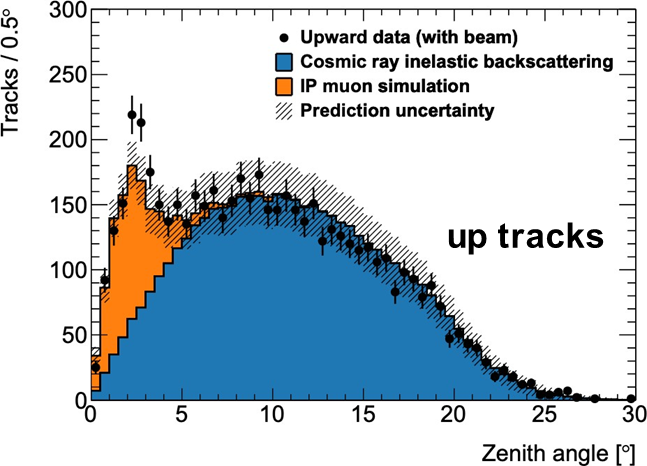 Tracks / 0.5°
300
250
200
150
100
50
0
Upward data (with beam)
Cosmic ray inelastic backscattering
IP muon simulation
Prediction uncertainty
up tracks
0 5 10 15 20 25 30
Zenith angle [°]